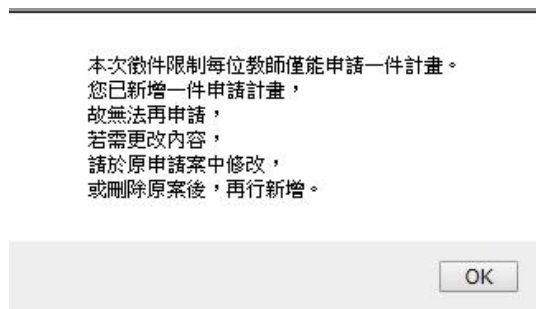 本次徵件限制每位教師僅能申請一件計畫。
您已新增一件申請計畫，
故無法再申請，
若需更改內容，
請於原申請案中修改，
或刪除原案後，再行新增。
OK